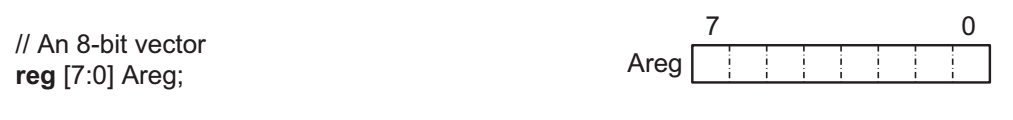 // An 8-bit vector
reg [7:0] Areg;
7 0
Areg